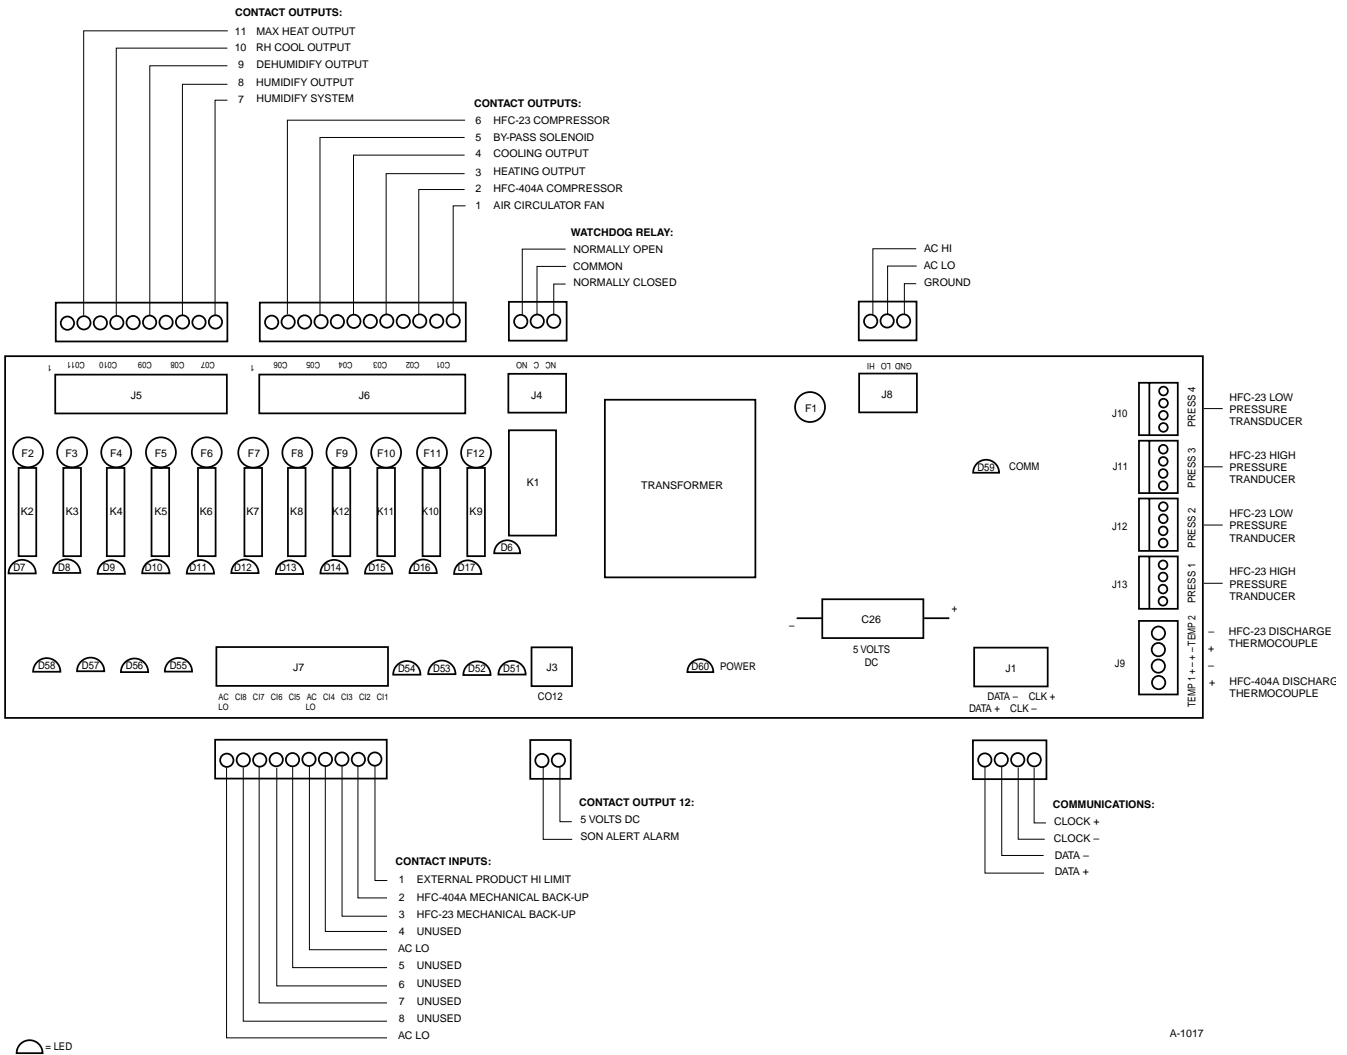 CONTACT OUTPUTS:
11 MAX HEAT OUTPUT
10 RH COOL OUTPUT
9 DEHUMIDIFY OUTPUT
8 HUMIDIFY OUTPUT
7 HUMIDIFY SYSTEM
CONTACT OUTPUTS:
6 HFC-23 COMPRESSOR
5 BY-PASS SOLENOID
4 COOLING OUTPUT
3 HEATING OUTPUT
2 HFC-404A COMPRESSOR
1 AIR CIRCULATOR FAN
WATCHDOG RELAY:
NORMALLY OPEN
COMMON
NORMALLY CLOSED
AC HI
AC LO
GROUND
1 C011 C010 C09 C08 C07
J5
1 C06 C05 C04 C03 C02 C01
J6
NO C NC
J4
HI LO GND
J8
F1
F2 F3 F4 F5 F6 F7 F8 F9 F10 F11 F12
K2 K3 K4 K5 K6 K7 K8 K12 K11 K10 K9
K1
D6
D7 D8 D9 D10 D11 D12 D13 D14 D15 D16 D17
TRANSFORMER
D59 COMM
J10
PRESS 4
HFC-23 LOW
PRESSURE
TRANSDUCER
J11
PRESS 3
HFC-23 HIGH
PRESSURE
TRANDUCER
J12
PRESS 2
HFC-23 LOW
PRESSURE
TRANDUCER
J13
PRESS 1
HFC-23 HIGH
PRESSURE
TRANDUCER
J9
TEMP 1 + – + – TEMP 2
– HFC-23 DISCHARGE
+ THERMOCOUPLE
–
+ HFC-404A DISCHARG
THERMOCOUPLE
– C26 +
5 VOLTS
DC
D58 D57 D56 D55
J7
D54 D53 D52 D51
J3
CO12
D60 POWER
J1
DATA – CLK +
DATA + CLK –
AC LO CI8 CI7 CI6 CI5 AC LO CI4 CI3 CI2 CI1
CONTACT OUTPUT 12:
5 VOLTS DC
SON ALERT ALARM
COMMUNICATIONS:
CLOCK +
CLOCK –
DATA –
DATA +
CONTACT INPUTS:
1 EXTERNAL PRODUCT HI LIMIT
2 HFC-404A MECHANICAL BACK-UP
3 HFC-23 MECHANICAL BACK-UP
4 UNUSED
AC LO
5 UNUSED
6 UNUSED
7 UNUSED
8 UNUSED
AC LO
= LED
A-1017